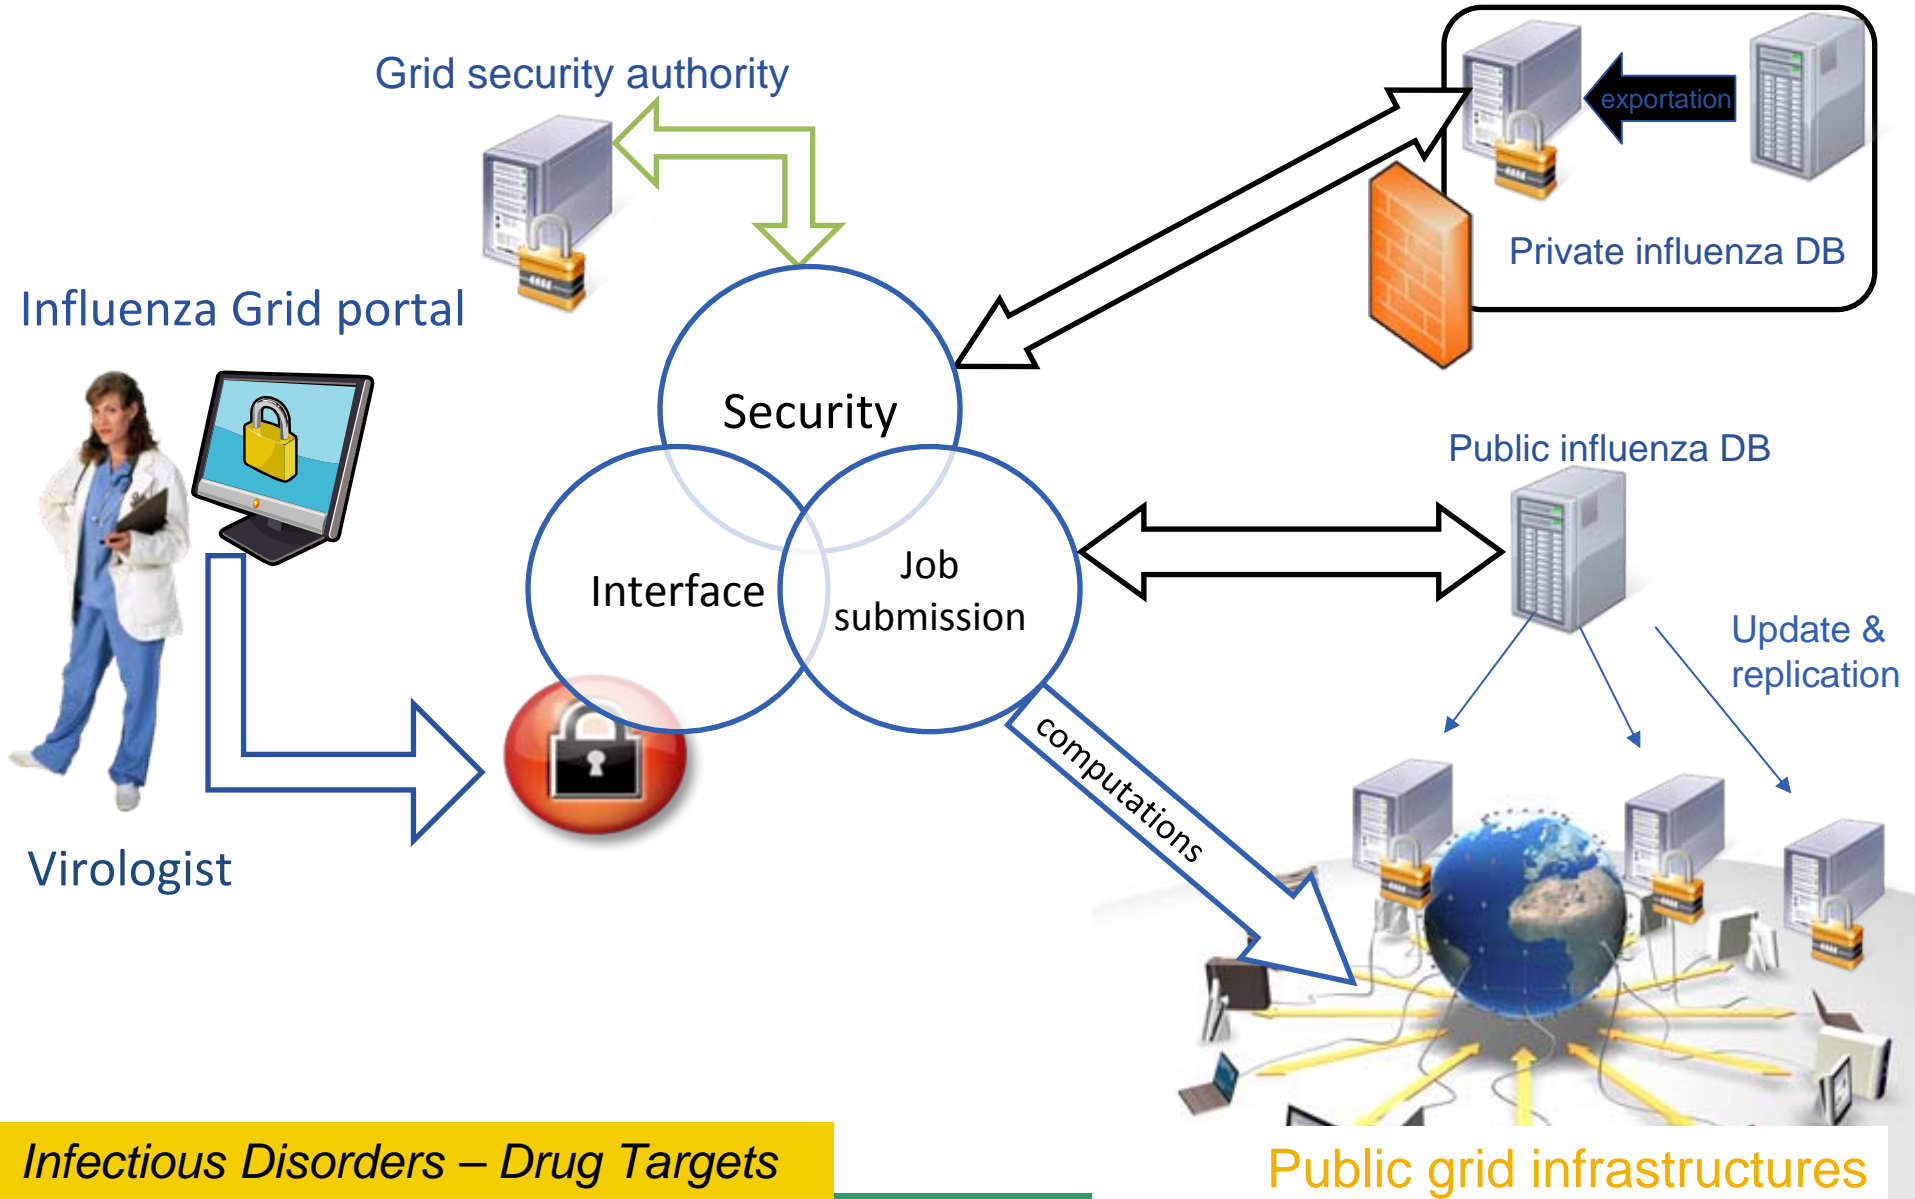 Grid security authority
exportation
Private influenza DB
Influenza Grid portal
Security
Public influenza DB
Interface
Job
submission
Update &
replication
computations
Virologist
Infectious Disorders – Drug Targets
Public grid infrastructures